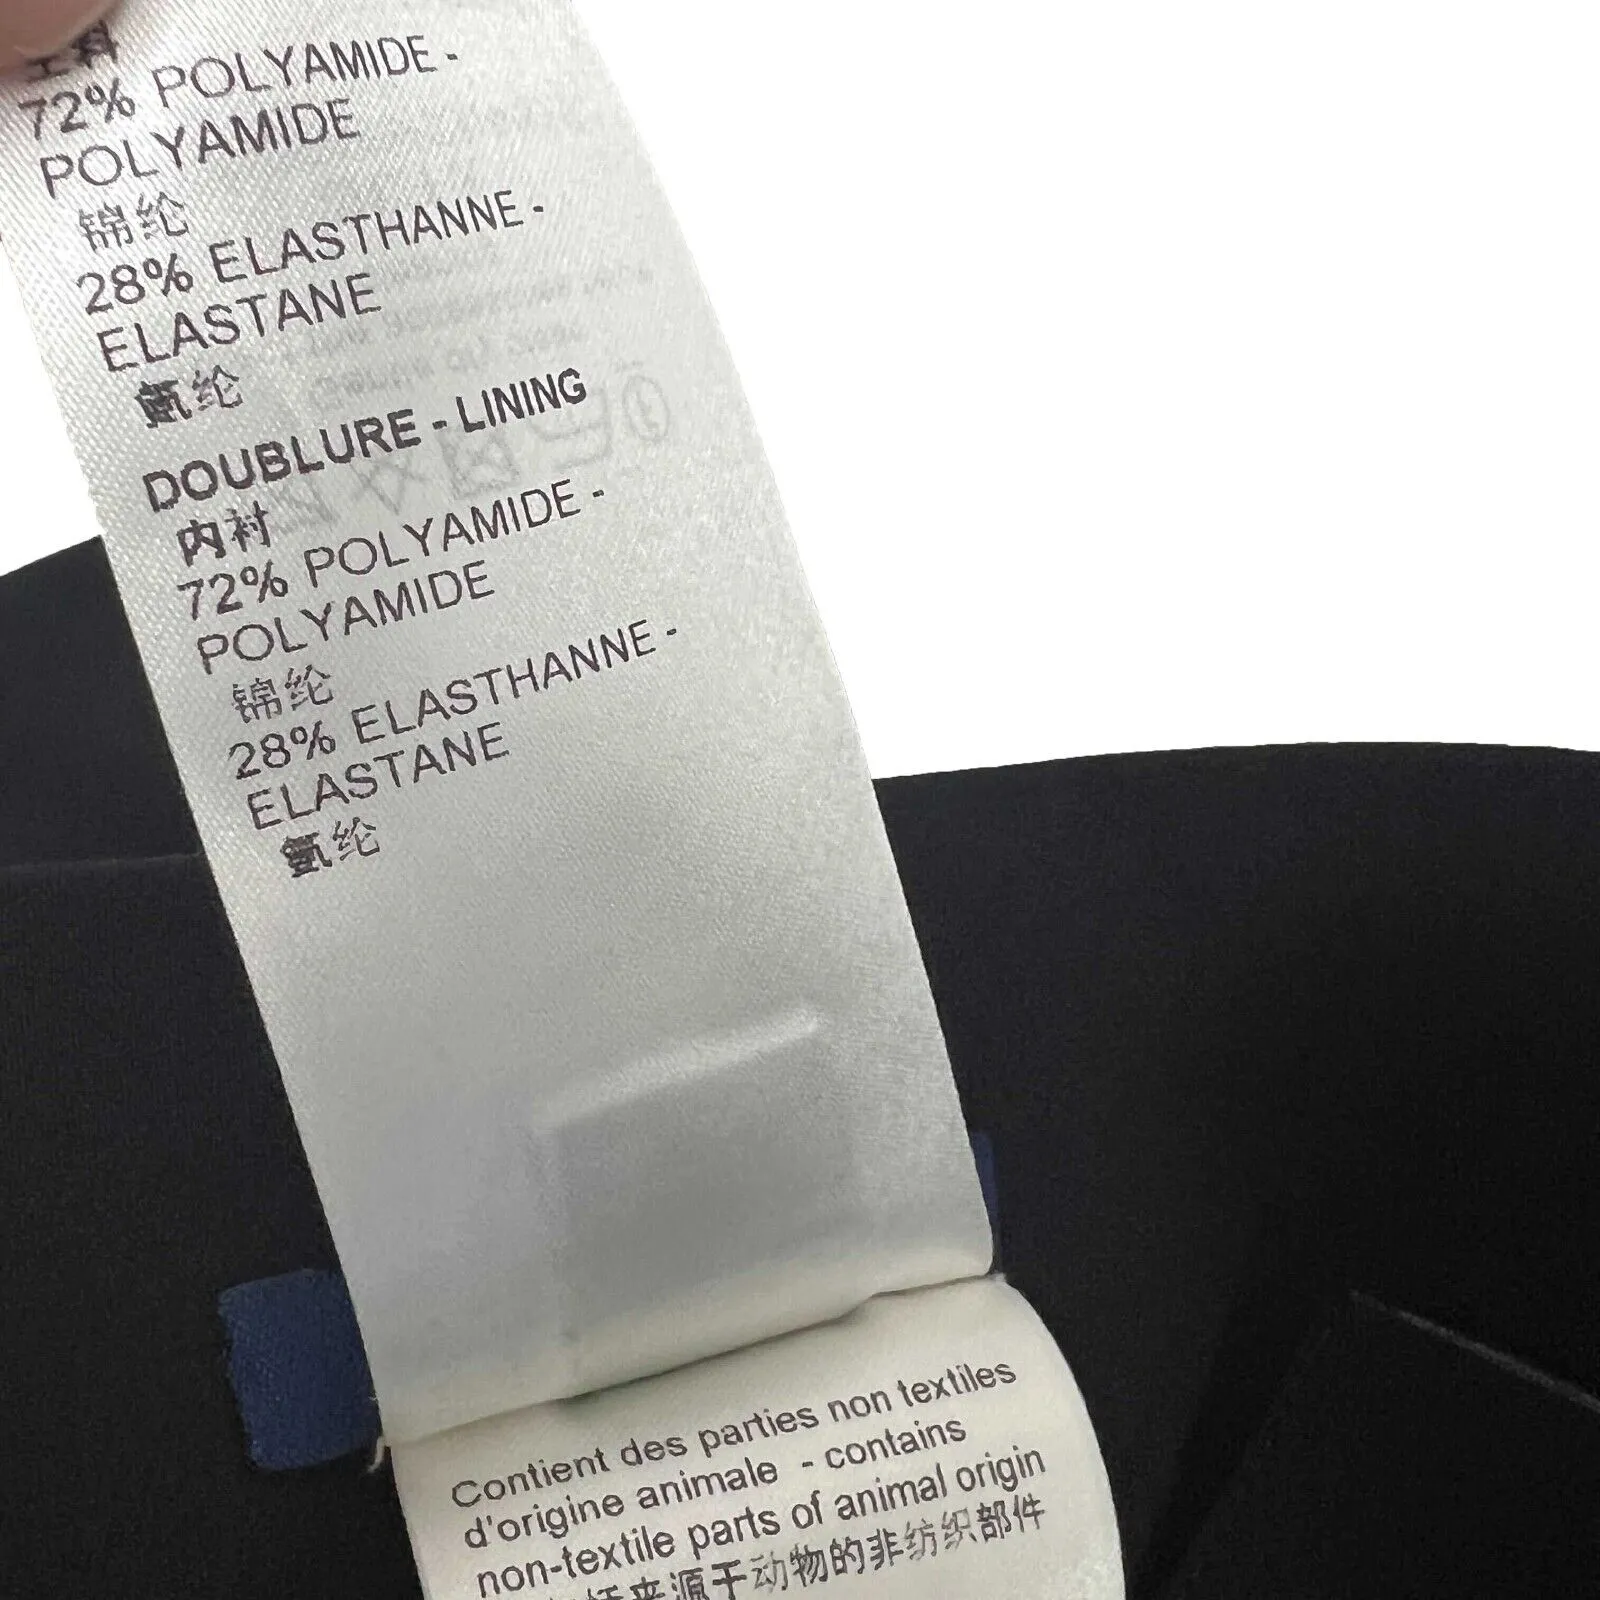 72% POLYAMIDE -
POLYAMIDE
锦纶
28% ELASTHANNE -
ELASTANE
氨纶
DOUBLURE - LINING
内衬
72% POLYAMIDE -
POLYAMIDE
锦纶
28% ELASTHANNE -
ELASTANE
氨纶
Contient des parties non textiles
d'origine animale - contains
non-textile parts of animal origin
包括来源于动物的非纺织部件